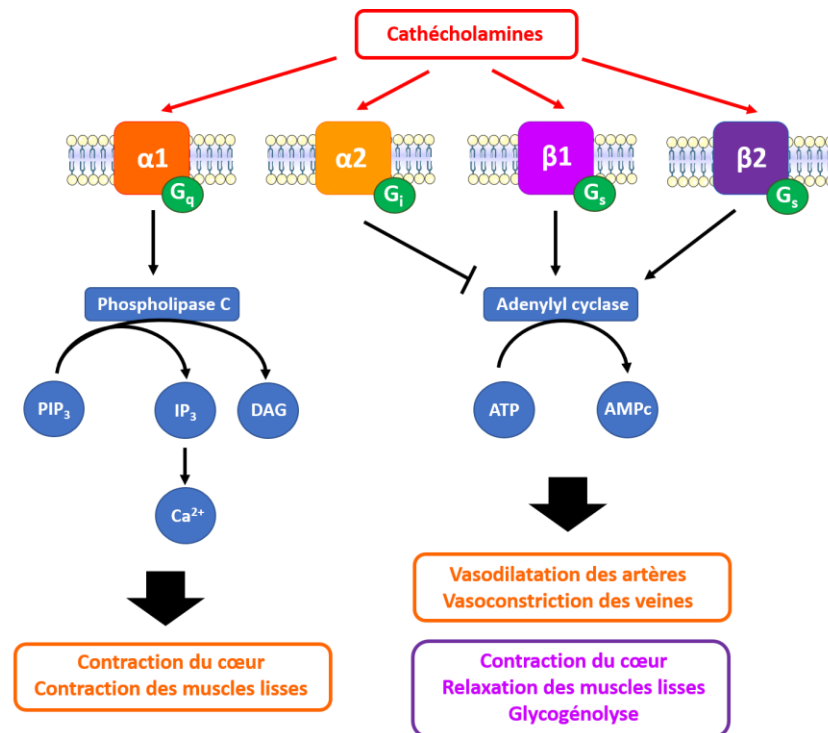 Cathécholamines
α1
α2
β1
β2
Gq
Gi
Gs
Gs
Phospholipase C
Adenylyl cyclase
PIP3
IP3
DAG
ATP
AMPc
Ca2+
Vasodilatation des artères
Vasoconstriction des veines
Contraction du cœur
Contraction des muscles lisses
Contraction du cœur
Relaxation des muscles lisses
Glycogénolyse